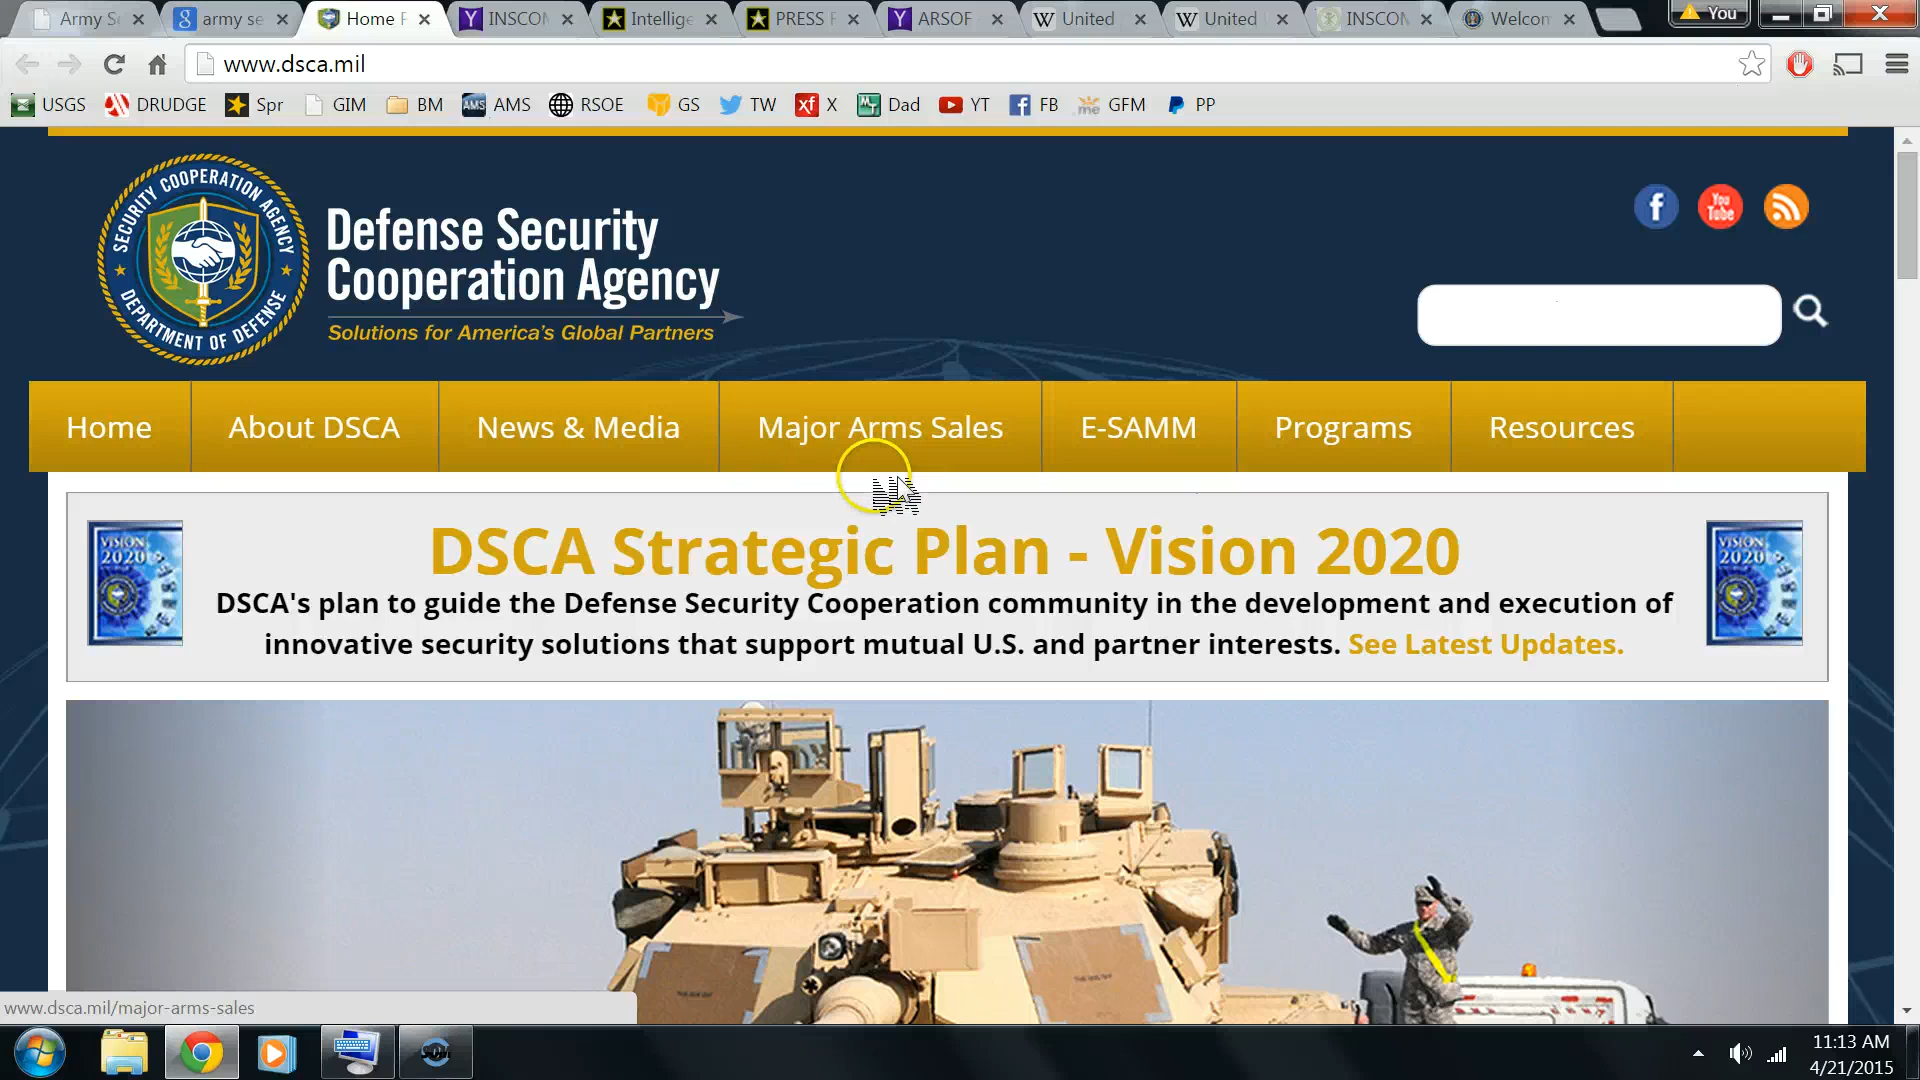 Army Se
army se
Home P
INSCOM
Intellige
PRESS R
ARSOF -
United
United
INSCOM
Welcom
You
www.dsca.mil
USGS
DRUDGE
Spr
GIM
BM
AMS
RSOE
GS
TW
X
Dad
YT
FB
GFM
PP
SECURITY COOPERATION AGENCY
DEPARTMENT OF DEFENSE
Defense Security
Cooperation Agency
Solutions for America's Global Partners
You
Tube
Home
About DSCA
News & Media
Major Arms Sales
E-SAMM
Programs
Resources
VISION
2020
DSCA Strategic Plan - Vision 2020
DSCA's plan to guide the Defense Security Cooperation community in the development and execution of
innovative security solutions that support mutual U.S. and partner interests. See Latest Updates.
VISION
2020
www.dsca.mil/major-arms-sales
11:13 AM
4/21/2015